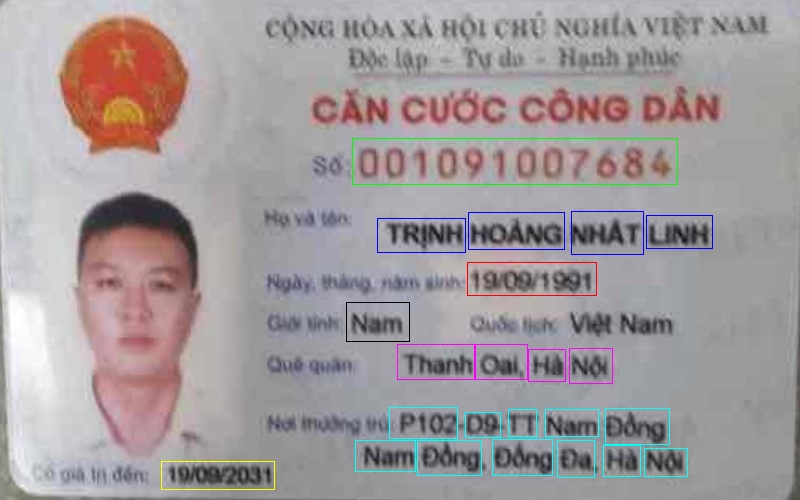 CỘNG HÒA XÃ HỘI CHỦ NGHĨA VIỆT NAM
Độc lập - Tự do - Hạnh phúc
CĂN CƯỚC CÔNG DÂN
Số: 001091007684
Họ và tên: TRỊNH HOÀNG NHẤT LINH
Ngày, tháng, năm sinh: 19/09/1991
Giới tính: Nam Quốc tịch: Việt Nam
Quê quán: Thanh Oai, Hà Nội
Nơi thường trú: P102-D9-TT Nam Đồng
Nam Đồng, Đống Đa, Hà Nội
Có giá trị đến: 19/09/2031